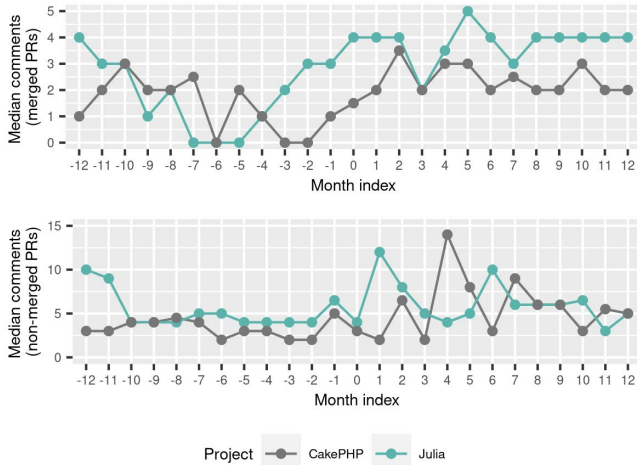 Median comments
(merged PRs)
5
4
3
2
1
0
-12 -11 -10 -9 -8 -7 -6 -5 -4 -3 -2 -1 0 1 2 3 4 5 6 7 8 9 10 11 12
Month index
Median comments
(non-merged PRs)
15
10
5
0
-12 -11 -10 -9 -8 -7 -6 -5 -4 -3 -2 -1 0 1 2 3 4 5 6 7 8 9 10 11 12
Month index
Project CakePHP Julia